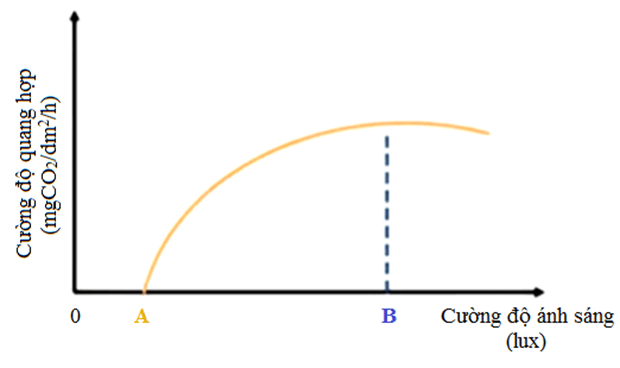 Cường độ quang hợp
(mgCO₂/dm²/h)
0
A
B
Cường độ ánh sáng
(lux)